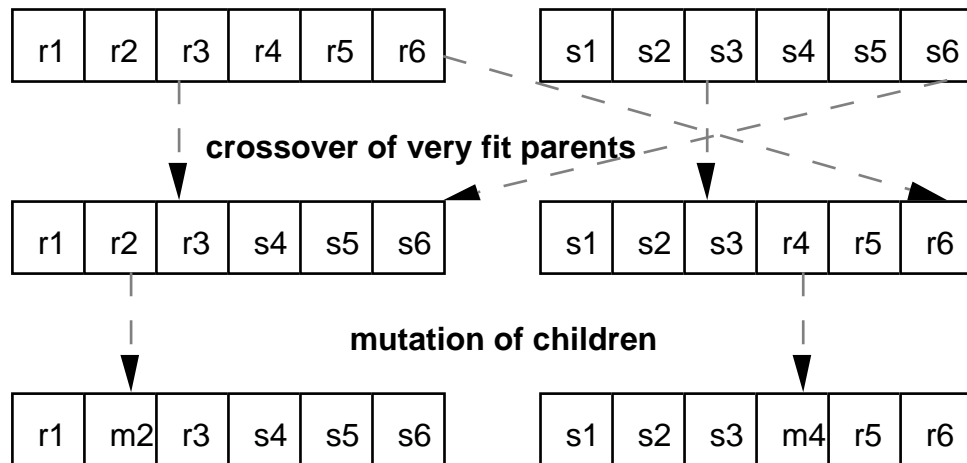 r1 r2 r3 r4 r5 r6 s1 s2 s3 s4 s5 s6
crossover of very fit parents
r1 r2 r3 s4 s5 s6 s1 s2 s3 r4 r5 r6
mutation of children
r1 m2 r3 s4 s5 s6 s1 s2 s3 m4 r5 r6